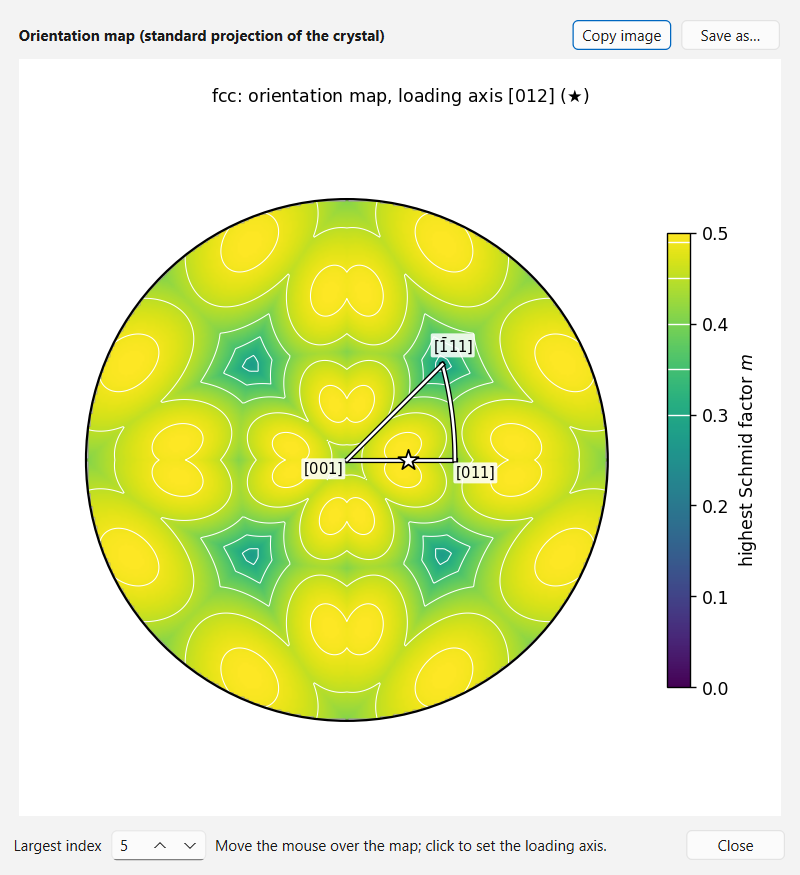 Orientation map (standard projection of the crystal)
Copy image
Save as...
fcc: orientation map, loading axis [012] (★)
[1̄11]
[001]
[011]
0.5
0.4
0.3
0.2
0.1
0.0
highest Schmid factor m
Largest index
5
Move the mouse over the map; click to set the loading axis.
Close